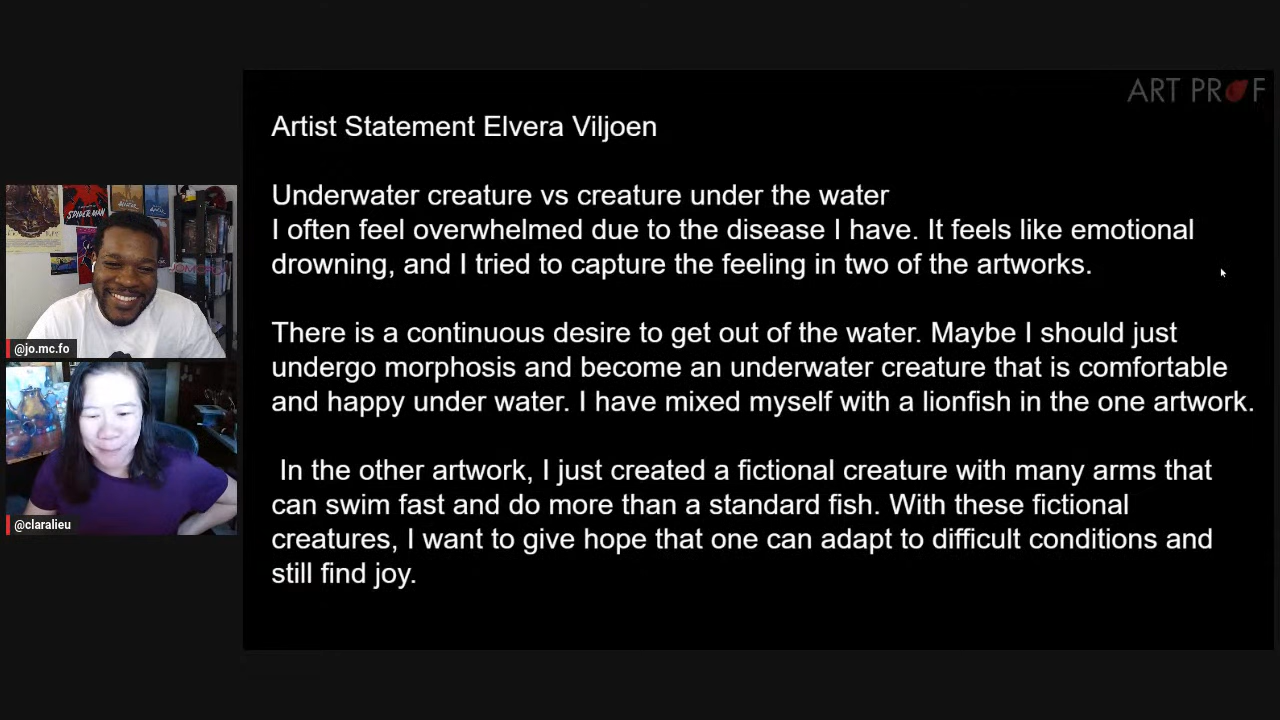 ART PROF
Artist Statement Elvera Viljoen
Underwater creature vs creature under the water
I often feel overwhelmed due to the disease I have. It feels like emotional
drowning, and I tried to capture the feeling in two of the artworks.
There is a continuous desire to get out of the water. Maybe I should just
undergo morphosis and become an underwater creature that is comfortable
and happy under water. I have mixed myself with a lionfish in the one artwork.
In the other artwork, I just created a fictional creature with many arms that
can swim fast and do more than a standard fish. With these fictional
creatures, I want to give hope that one can adapt to difficult conditions and
still find joy.
SPIDER-MAN
@jo.mc.fo
@claralieu